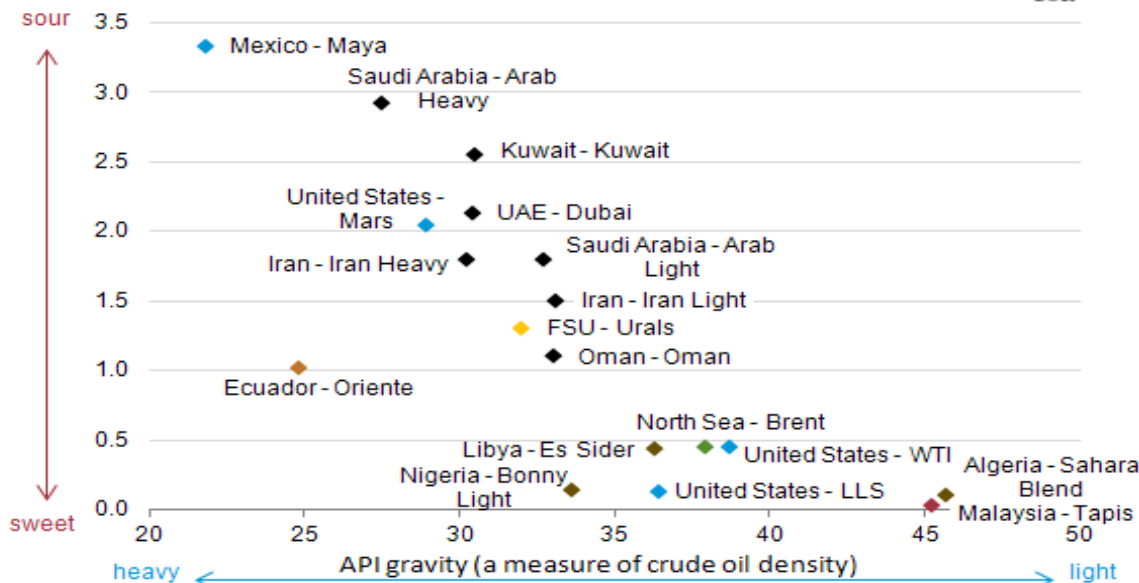 sour
3.5
Mexico - Maya
Saudi Arabia - Arab
Heavy
3.0
Kuwait - Kuwait
2.5
United States -
Mars
UAE - Dubai
2.0
Iran - Iran Heavy
Saudi Arabia - Arab
Light
1.5
Iran - Iran Light
FSU - Urals
Oman - Oman
1.0
Ecuador - Oriente
North Sea - Brent
0.5
Libya - Es Sider
United States - WTI
Nigeria - Bonny
Light
United States - LLS
Algeria - Sahara
Blend
Malaysia - Tapis
0.0
sweet
20 25 30 35 40 45 50
heavy API gravity (a measure of crude oil density) light